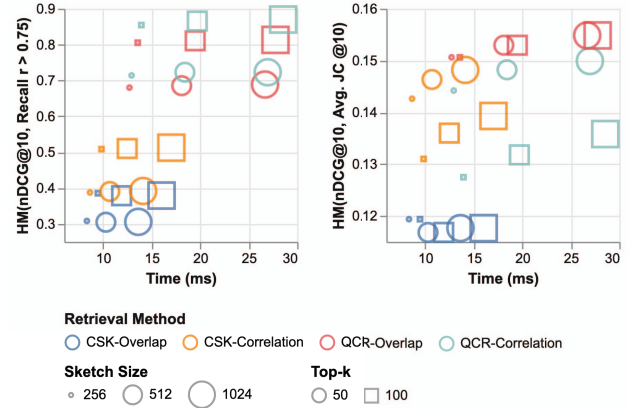 HM(nDCG@10, Recall r > 0.75)
0.9
0.8
0.7
0.6
0.5
0.4
0.3
10 15 20 25 30
Time (ms)
HM(nDCG@10, Avg. JC @10)
0.16
0.15
0.14
0.13
0.12
10 15 20 25 30
Time (ms)
Retrieval Method
CSK-Overlap CSK-Correlation QCR-Overlap QCR-Correlation
Sketch Size Top-k
256 512 1024 50 100